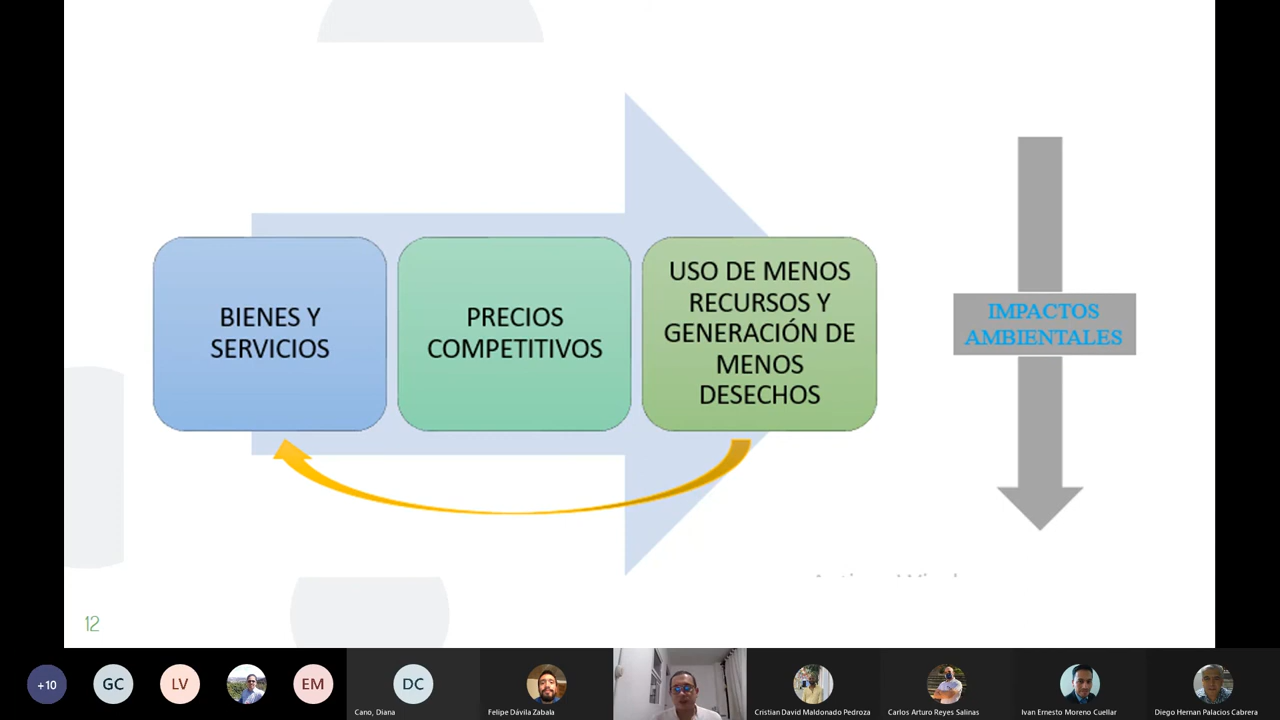 BIENES Y
SERVICIOS
PRECIOS
COMPETITIVOS
USO DE MENOS
RECURSOS Y
GENERACIÓN DE
MENOS
DESECHOS
IMPACTOS
AMBIENTALES
12
+10
GC
LV
EM
DC
Cano, Diana
Felipe Dávila Zabala
Cristian David Maldonado Pedroza
Carlos Arturo Reyes Salinas
Ivan Ernesto Moreno Cuellar
Diego Hernan Palacios Cabrera